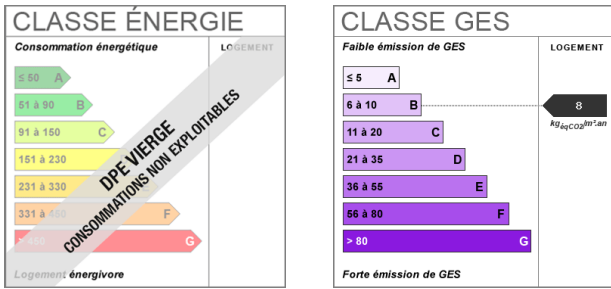 CLASSE ÉNERGIE
Consommation énergétique
LOGEMENT
≤ 50 A
51 à 90 B
91 à 150 C
151 à 230
231 à 330
331 à 450 F
> 450 G
DPE VIERGE
CONSOMMATIONS NON EXPLOITABLES
Logement énergivore
CLASSE GES
Faible émission de GES
LOGEMENT
≤ 5 A
6 à 10 B
8
kgéqCO2/m².an
11 à 20 C
21 à 35 D
36 à 55 E
56 à 80 F
> 80 G
Forte émission de GES